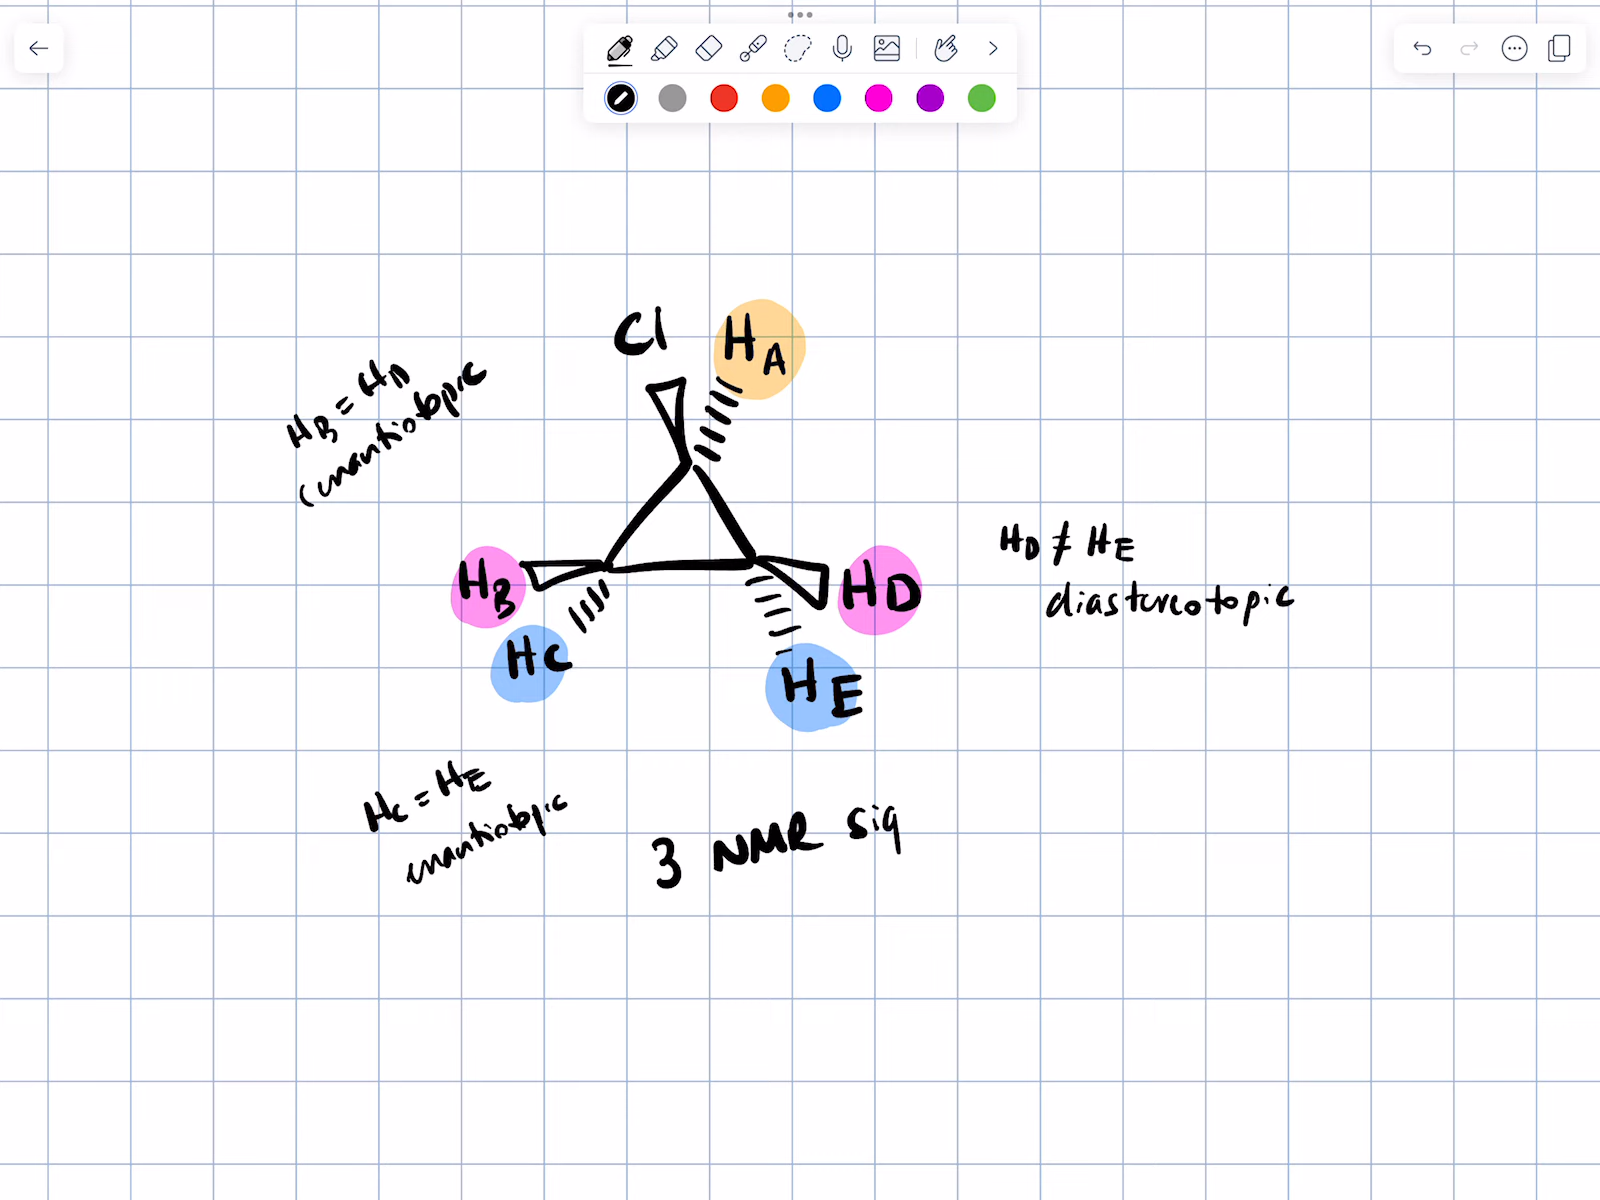 Cl
HA
HB = HD
(enantiotopic
HB
HC
HD
HE
HD ≠ HE
diastereotopic
HC = HE
enantiotopic
3 NMR sig